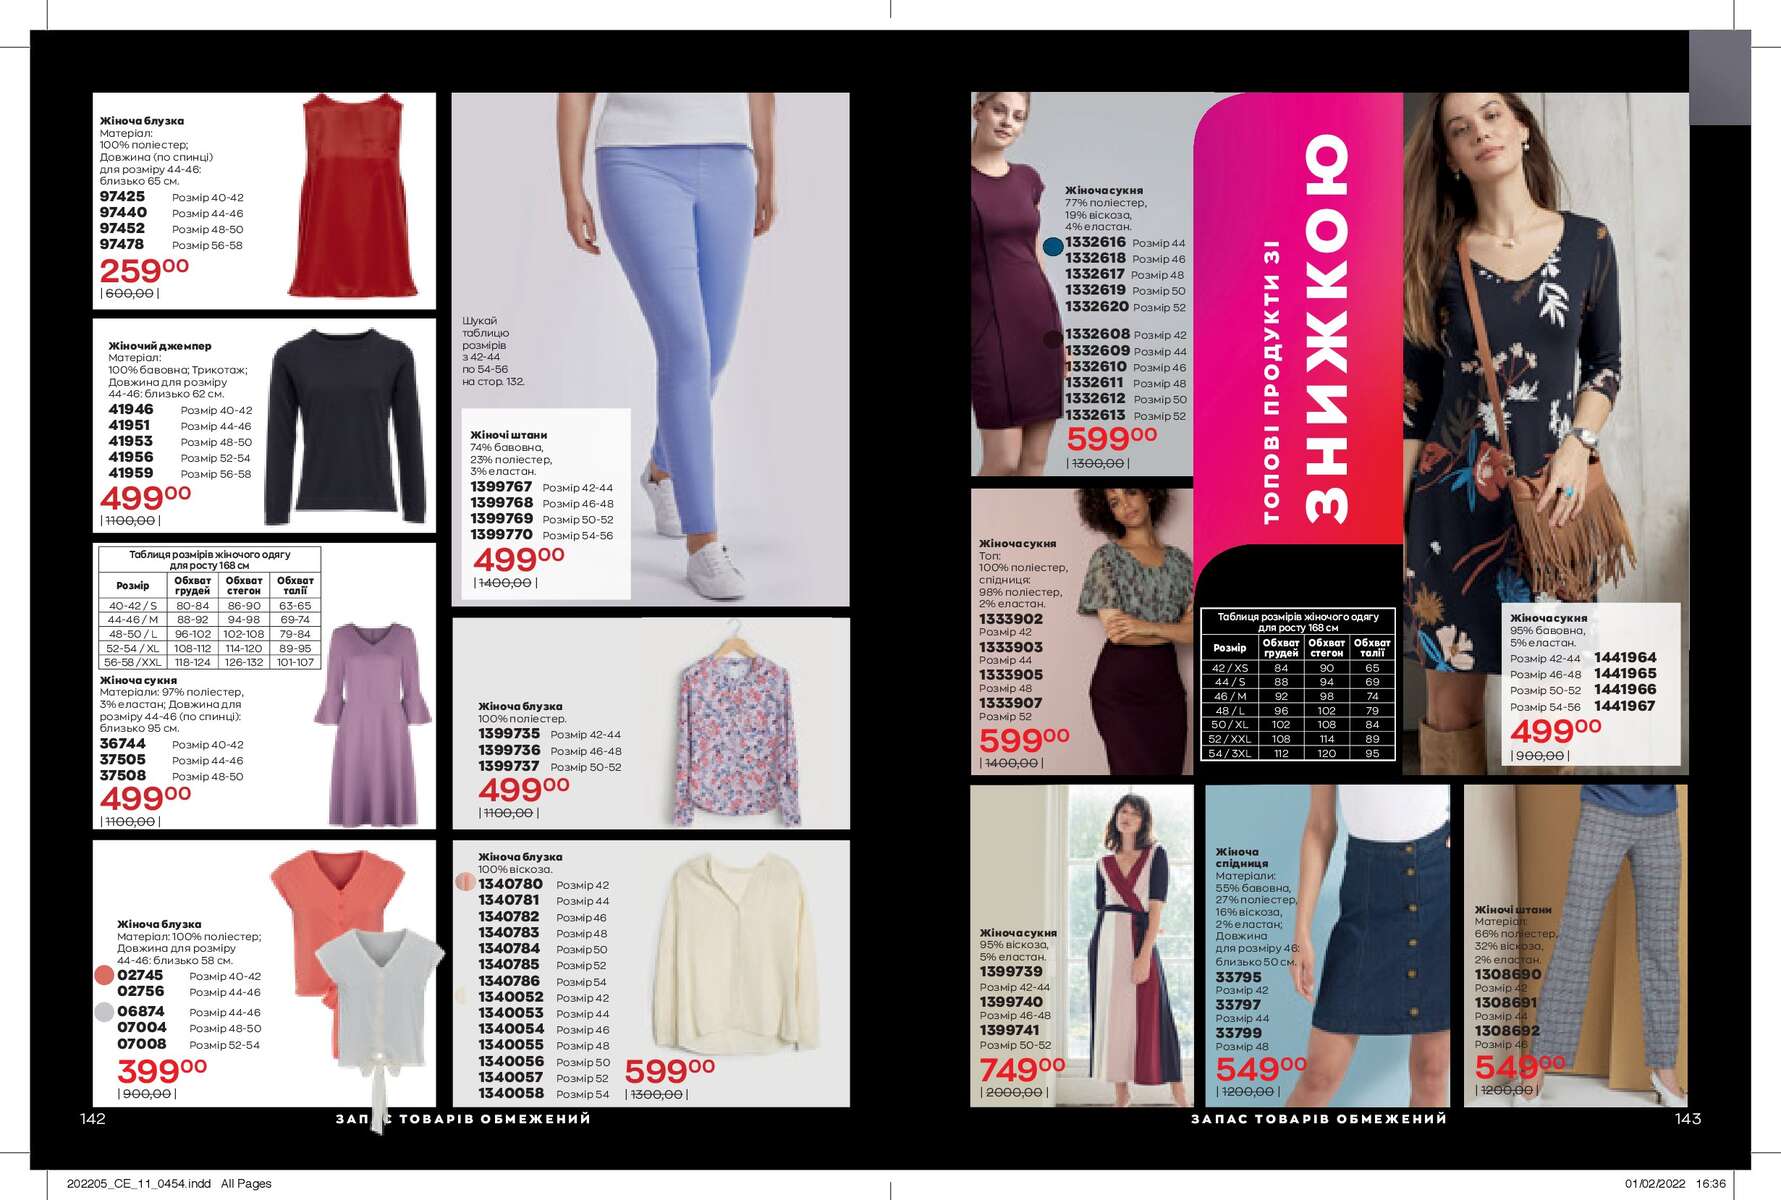 Жіноча блузка
Матеріал:
100% поліестер;
Довжина (по спинці)
для розміру 44-46:
близько 65 см.
97425 Розмір 40-42
97440 Розмір 44-46
97452 Розмір 48-50
97478 Розмір 56-58
259⁰⁰
| 600,00 |
Жіночий джемпер
Матеріал:
100% бавовна; Трикотаж;
Довжина для розміру
44-46: близько 62 см.
41946 Розмір 40-42
41951 Розмір 44-46
41953 Розмір 48-50
41956 Розмір 52-54
41959 Розмір 56-58
499⁰⁰
| 1100,00 |
Таблиця розмірів жіночого одягу
для росту 168 см
Розмір Обхват грудей Обхват стегон Обхват талії
40-42 / S 80-84 86-90 63-65
44-46 / M 88-92 94-98 69-74
48-50 / L 96-102 102-108 79-84
52-54 / XL 108-112 114-120 89-95
56-58 / XXL 118-124 126-132 101-107
Жіноча сукня
Матеріали: 97% поліестер,
3% еластан; Довжина для
розміру 44-46 (по спинці):
близько 95 см.
36744 Розмір 40-42
37505 Розмір 44-46
37508 Розмір 48-50
499⁰⁰
| 1100,00 |
Жіноча блузка
Матеріал: 100% поліестер;
Довжина для розміру
44-46: близько 58 см.
02745 Розмір 40-42
02756 Розмір 44-46
06874 Розмір 44-46
07004 Розмір 48-50
07008 Розмір 52-54
399⁰⁰
| 900,00 |
Шукай
таблицю
розмірів
з 42-44
по 54-56
на стор. 132.
Жіночі штани
74% бавовна,
23% поліестер,
3% еластан.
1399767 Розмір 42-44
1399768 Розмір 46-48
1399769 Розмір 50-52
1399770 Розмір 54-56
499⁰⁰
| 1400,00 |
Жіноча блузка
100% поліестер.
1399735 Розмір 42-44
1399736 Розмір 46-48
1399737 Розмір 50-52
499⁰⁰
| 1100,00 |
Жіноча блузка
100% віскоза.
1340780 Розмір 42
1340781 Розмір 44
1340782 Розмір 46
1340783 Розмір 48
1340784 Розмір 50
1340785 Розмір 52
1340786 Розмір 54
1340052 Розмір 42
1340053 Розмір 44
1340054 Розмір 46
1340055 Розмір 48
1340056 Розмір 50
1340057 Розмір 52
1340058 Розмір 54
599⁰⁰
| 1300,00 |
142
ЗАПАС ТОВАРІВ ОБМЕЖЕНИЙ
Жіноча сукня
77% поліестер,
19% віскоза,
4% еластан.
1332616 Розмір 44
1332618 Розмір 46
1332617 Розмір 48
1332619 Розмір 50
1332620 Розмір 52
1332608 Розмір 42
1332609 Розмір 44
1332610 Розмір 46
1332611 Розмір 48
1332612 Розмір 50
1332613 Розмір 52
599⁰⁰
| 1300,00 |
ТОПОВІ ПРОДУКТИ ЗІ
ЗНИЖКОЮ
Жіноча сукня
Топ:
100% поліестер,
спідниця:
98% поліестер,
2% еластан.
1333902
Розмір 42
1333903
Розмір 44
1333905
Розмір 48
1333907
Розмір 52
599⁰⁰
| 1400,00 |
Таблиця розмірів жіночого одягу
для росту 168 см
Розмір Обхват грудей Обхват стегон Обхват талії
42 / XS 84 90 65
44 / S 88 94 69
46 / M 92 98 74
48 / L 96 102 79
50 / XL 102 108 84
52 / XXL 108 114 89
54 / 3XL 112 120 95
Жіноча сукня
95% бавовна,
5% еластан.
Розмір 42-44 1441964
Розмір 46-48 1441965
Розмір 50-52 1441966
Розмір 54-56 1441967
499⁰⁰
| 900,00 |
Жіноча сукня
95% віскоза,
5% еластан.
1399739
Розмір 42-44
1399740
Розмір 46-48
1399741
Розмір 50-52
749⁰⁰
| 2000,00 |
Жіноча
спідниця
Матеріали:
55% бавовна,
27% поліестер,
16% віскоза,
2% еластан;
Довжина
для розміру 46:
близько 50 см.
33795
Розмір 42
33797
Розмір 44
33799
Розмір 48
549⁰⁰
| 1200,00 |
Жіночі штани
Матеріал:
66% поліестер,
32% віскоза,
2% еластан.
1308690
Розмір 42
1308691
Розмір 44
1308692
Розмір 48
549⁰⁰
| 1200,00 |
ЗАПАС ТОВАРІВ ОБМЕЖЕНИЙ
143
202205_CE_11_0454.indd All Pages
01/02/2022 16:36